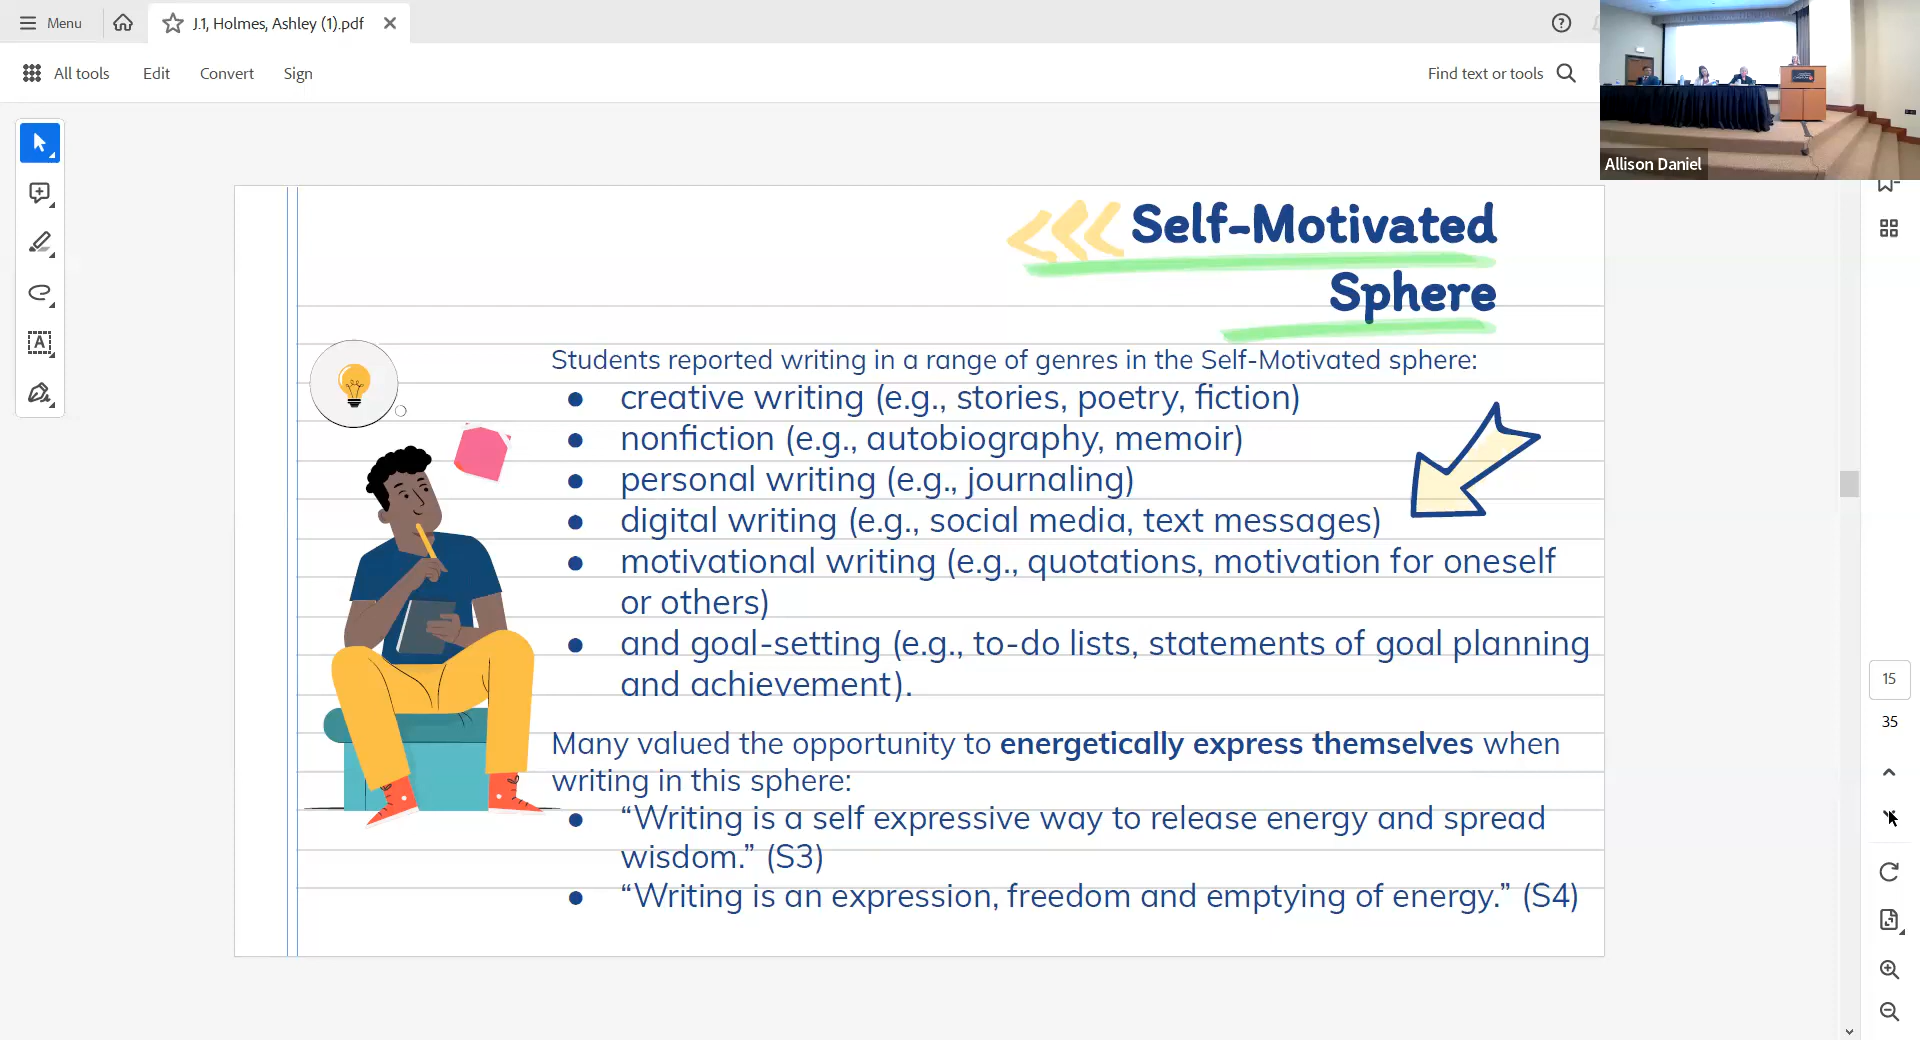 Menu
J.1, Holmes, Ashley (1).pdf
All tools
Edit
Convert
Sign
Find text or tools
Allison Daniel
Self-Motivated
Sphere
Students reported writing in a range of genres in the Self-Motivated sphere:
● creative writing (e.g., stories, poetry, fiction)
● nonfiction (e.g., autobiography, memoir)
● personal writing (e.g., journaling)
● digital writing (e.g., social media, text messages)
● motivational writing (e.g., quotations, motivation for oneself
or others)
● and goal-setting (e.g., to-do lists, statements of goal planning
and achievement).
Many valued the opportunity to energetically express themselves when
writing in this sphere:
● “Writing is a self expressive way to release energy and spread
wisdom.” (S3)
● “Writing is an expression, freedom and emptying of energy.” (S4)
15
35